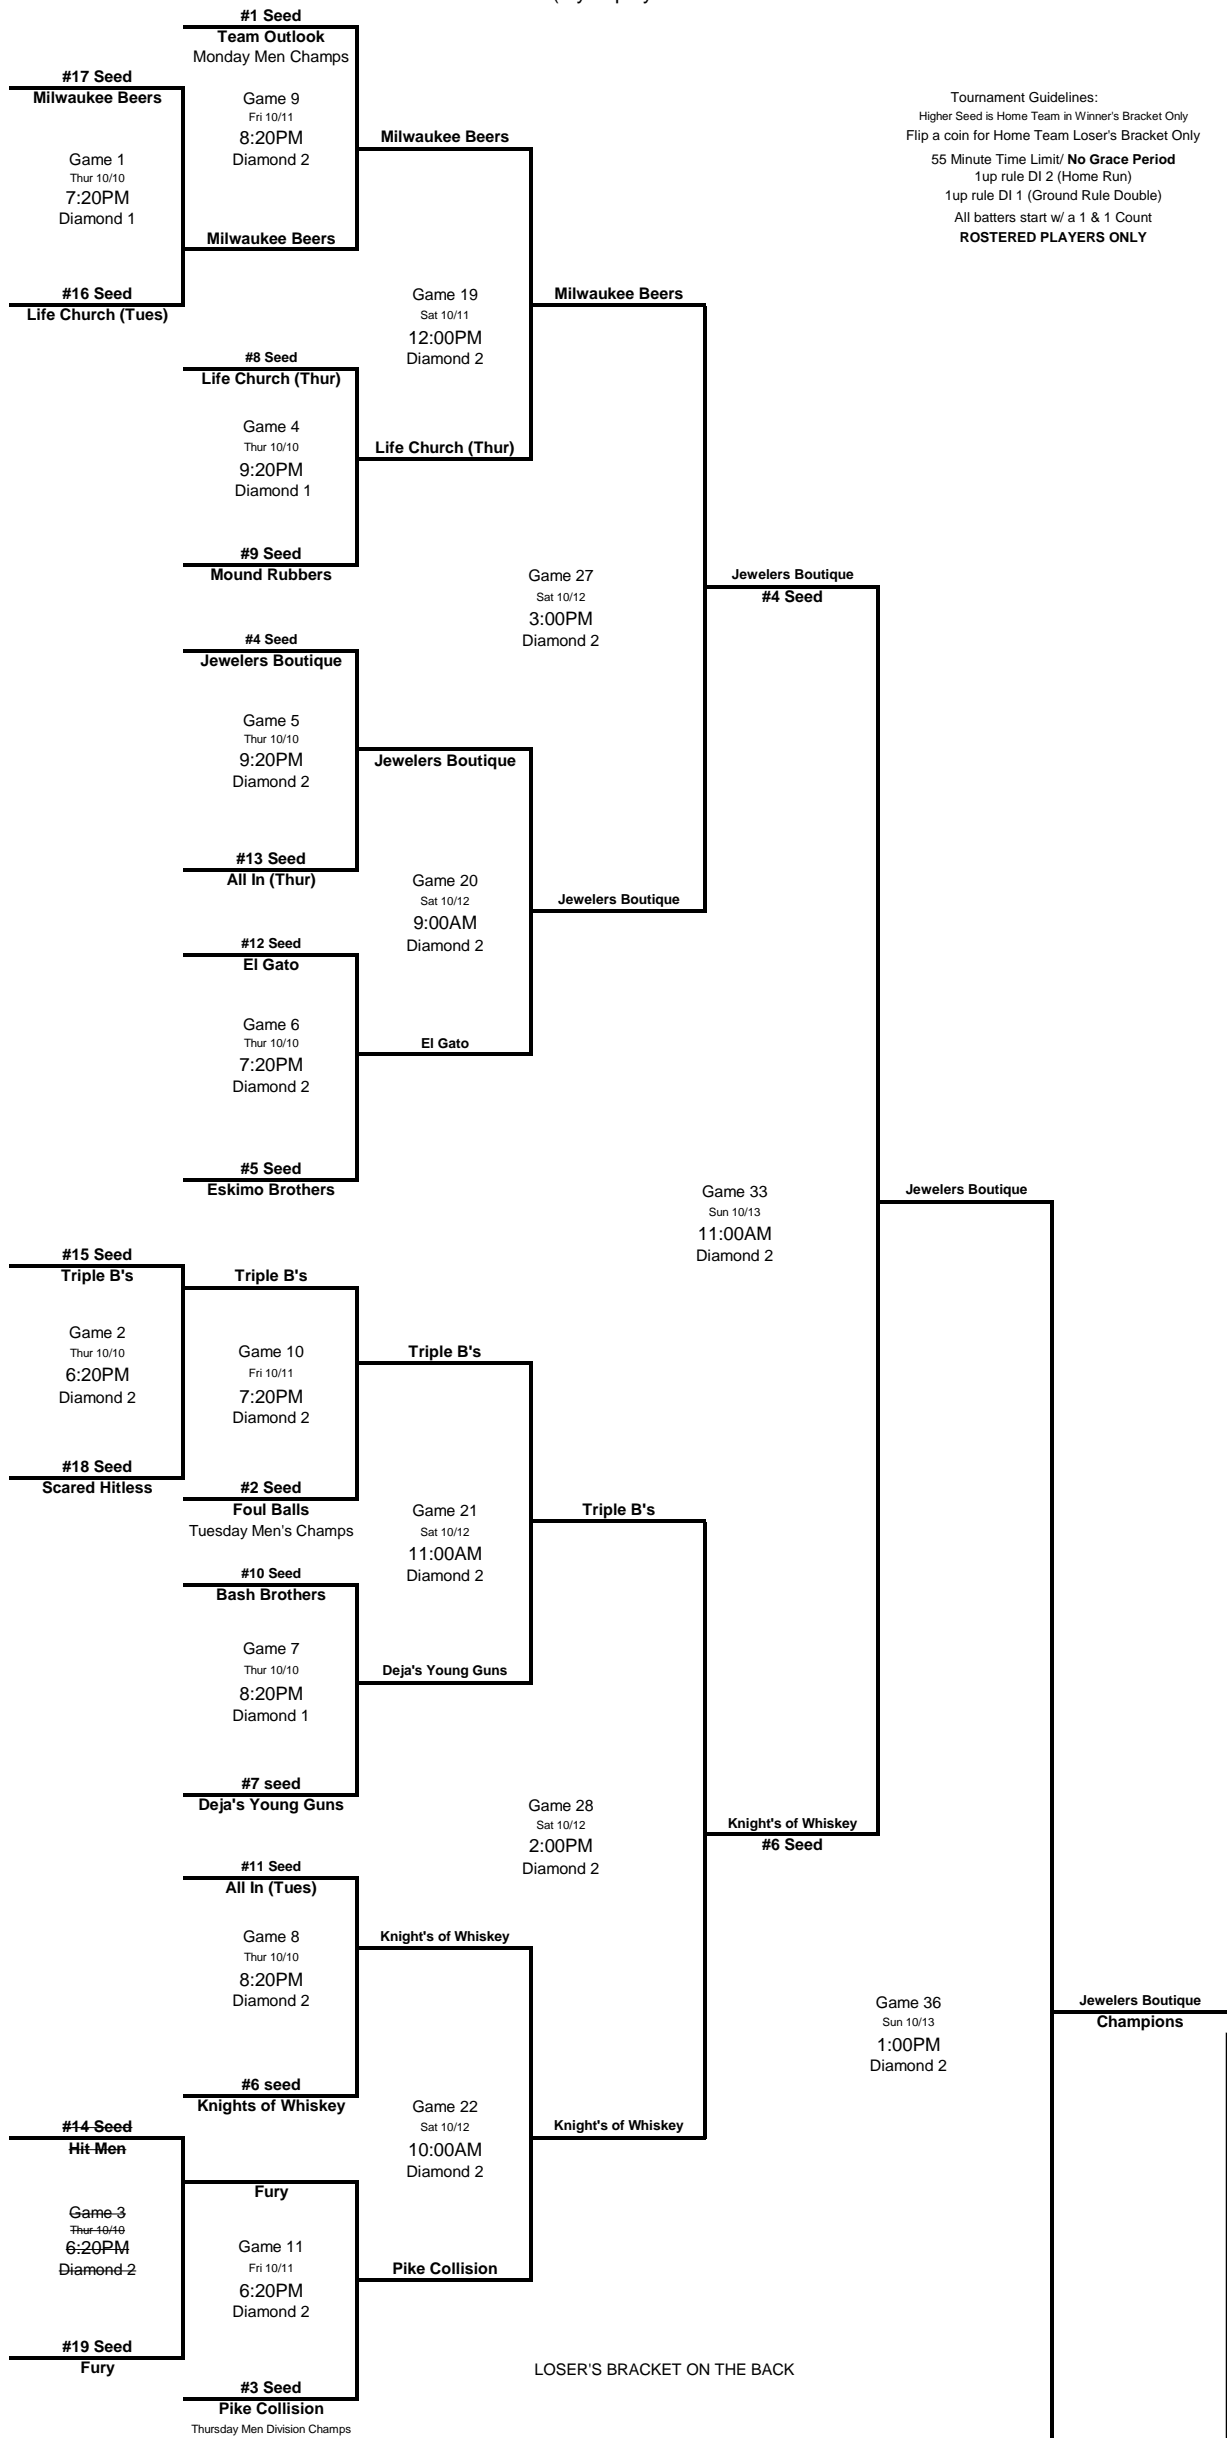 #1 Seed
Team Outlook
Monday Men Champs
#17 Seed
Milwaukee Beers
Game 9
Fri 10/11
8:20PM
Diamond 2
Tournament Guidelines:
Higher Seed is Home Team in Winner's Bracket Only
Flip a coin for Home Team Loser's Bracket Only
55 Minute Time Limit/ No Grace Period
1up rule DI 2 (Home Run)
1up rule DI 1 (Ground Rule Double)
All batters start w/ a 1 & 1 Count
ROSTERED PLAYERS ONLY
Milwaukee Beers
Game 1
Thur 10/10
7:20PM
Diamond 1
Milwaukee Beers
#16 Seed
Life Church (Tues)
Game 19
Sat 10/11
12:00PM
Diamond 2
Milwaukee Beers
#8 Seed
Life Church (Thur)
Game 4
Thur 10/10
9:20PM
Diamond 1
Life Church (Thur)
#9 Seed
Mound Rubbers
Game 27
Sat 10/12
3:00PM
Diamond 2
Jewelers Boutique
#4 Seed
#4 Seed
Jewelers Boutique
Game 5
Thur 10/10
9:20PM
Diamond 2
Jewelers Boutique
#13 Seed
All In (Thur)
Game 20
Sat 10/12
9:00AM
Diamond 2
Jewelers Boutique
#12 Seed
El Gato
Game 6
Thur 10/10
7:20PM
Diamond 2
El Gato
#5 Seed
Eskimo Brothers
Game 33
Sun 10/13
11:00AM
Diamond 2
Jewelers Boutique
#15 Seed
Triple B's
Triple B's
Game 2
Thur 10/10
6:20PM
Diamond 2
Game 10
Fri 10/11
7:20PM
Diamond 2
Triple B's
#18 Seed
Scared Hitless
#2 Seed
Foul Balls
Tuesday Men's Champs
Game 21
Sat 10/12
11:00AM
Diamond 2
Triple B's
#10 Seed
Bash Brothers
Game 7
Thur 10/10
8:20PM
Diamond 1
Deja's Young Guns
#7 seed
Deja's Young Guns
Game 28
Sat 10/12
2:00PM
Diamond 2
Knight's of Whiskey
#6 Seed
#11 Seed
All In (Tues)
Game 8
Thur 10/10
8:20PM
Diamond 2
Knight's of Whiskey
#6 seed
Knights of Whiskey
Game 36
Sun 10/13
1:00PM
Diamond 2
Jewelers Boutique
Champions
#14 Seed
Hit Men
Game 22
Sat 10/12
10:00AM
Diamond 2
Knight's of Whiskey
Fury
Game 3
Thur 10/10
6:20PM
Diamond 2
Game 11
Fri 10/11
6:20PM
Diamond 2
Pike Collision
#19 Seed
Fury
#3 Seed
Pike Collision
Thursday Men Division Champs
LOSER'S BRACKET ON THE BACK